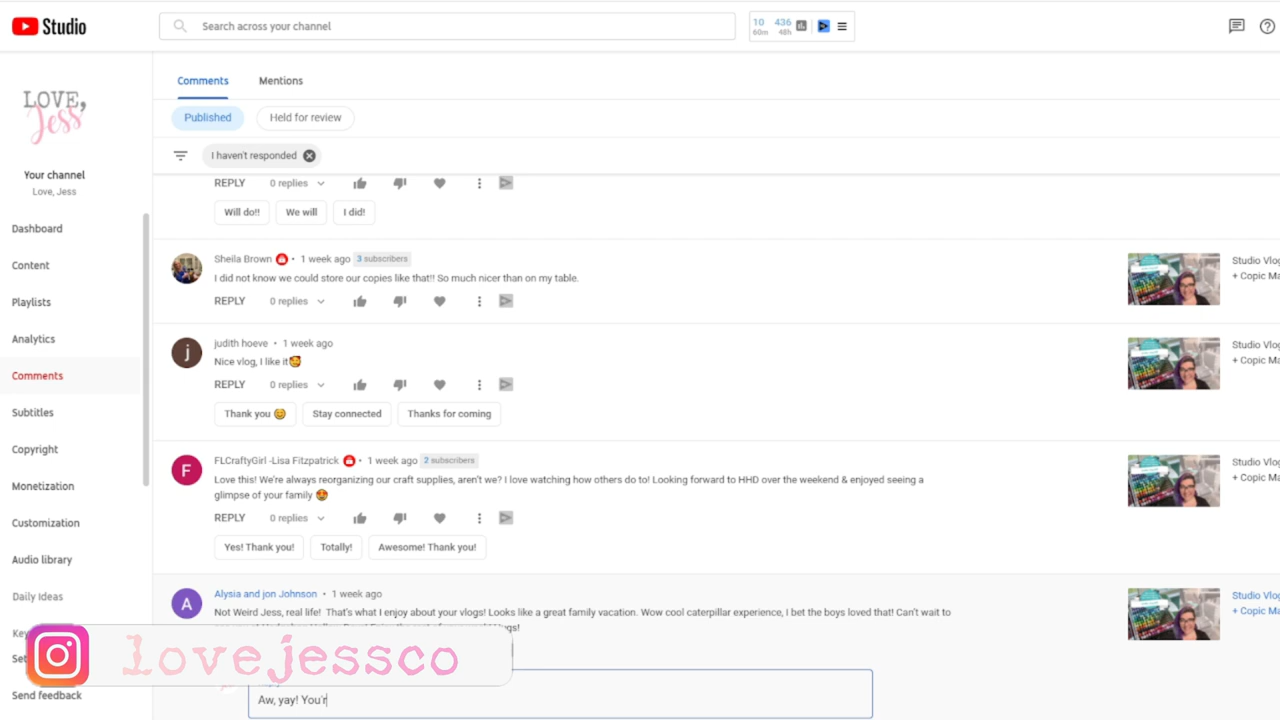 Studio
Search across your channel
10 436
60m 48h
LOVE,
Jess
Your channel
Love, Jess
Dashboard
Content
Playlists
Analytics
Comments
Subtitles
Copyright
Monetization
Customization
Audio library
Daily Ideas
Key
Set
Send feedback
Comments Mentions
Published Held for review
I haven't responded
REPLY 0 replies
Will do!! We will I did!
Sheila Brown • 1 week ago 3 subscribers
I did not know we could store our copies like that!! So much nicer than on my table.
REPLY 0 replies
Studio Vlog
+ Copic Ma
j
judith hoeve • 1 week ago
Nice vlog, I like it🥰
REPLY 0 replies
Thank you 😊 Stay connected Thanks for coming
Studio Vlog
+ Copic Ma
F
FLCraftyGirl -Lisa Fitzpatrick • 1 week ago 2 subscribers
Love this! We're always reorganizing our craft supplies, aren't we? I love watching how others do to! Looking forward to HHD over the weekend & enjoyed seeing a
glimpse of your family 😍
REPLY 0 replies
Yes! Thank you! Totally! Awesome! Thank you!
Studio Vlog
+ Copic Ma
A
Alysia and jon Johnson • 1 week ago
Not Weird Jess, real life! That's what I enjoy about your vlogs! Looks like a great family vacation. Wow cool caterpillar experience, I bet the boys loved that! Can't wait to
Studio Vlog
+ Copic Ma
lovejessco
Aw, yay! You'r